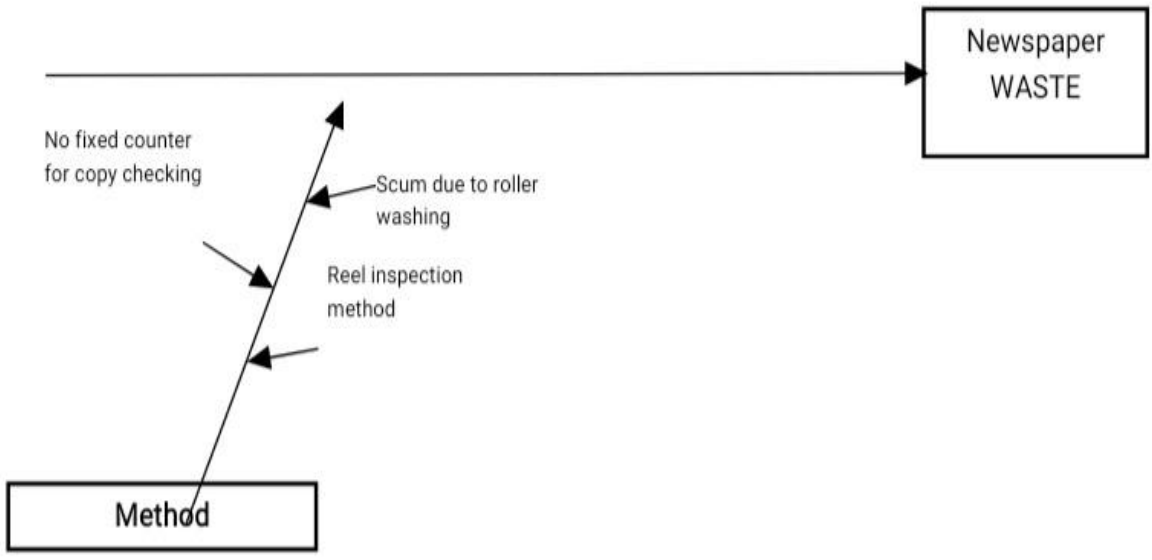 Newspaper
WASTE
No fixed counter
for copy checking
Scum due to roller
washing
Reel inspection
method
Method